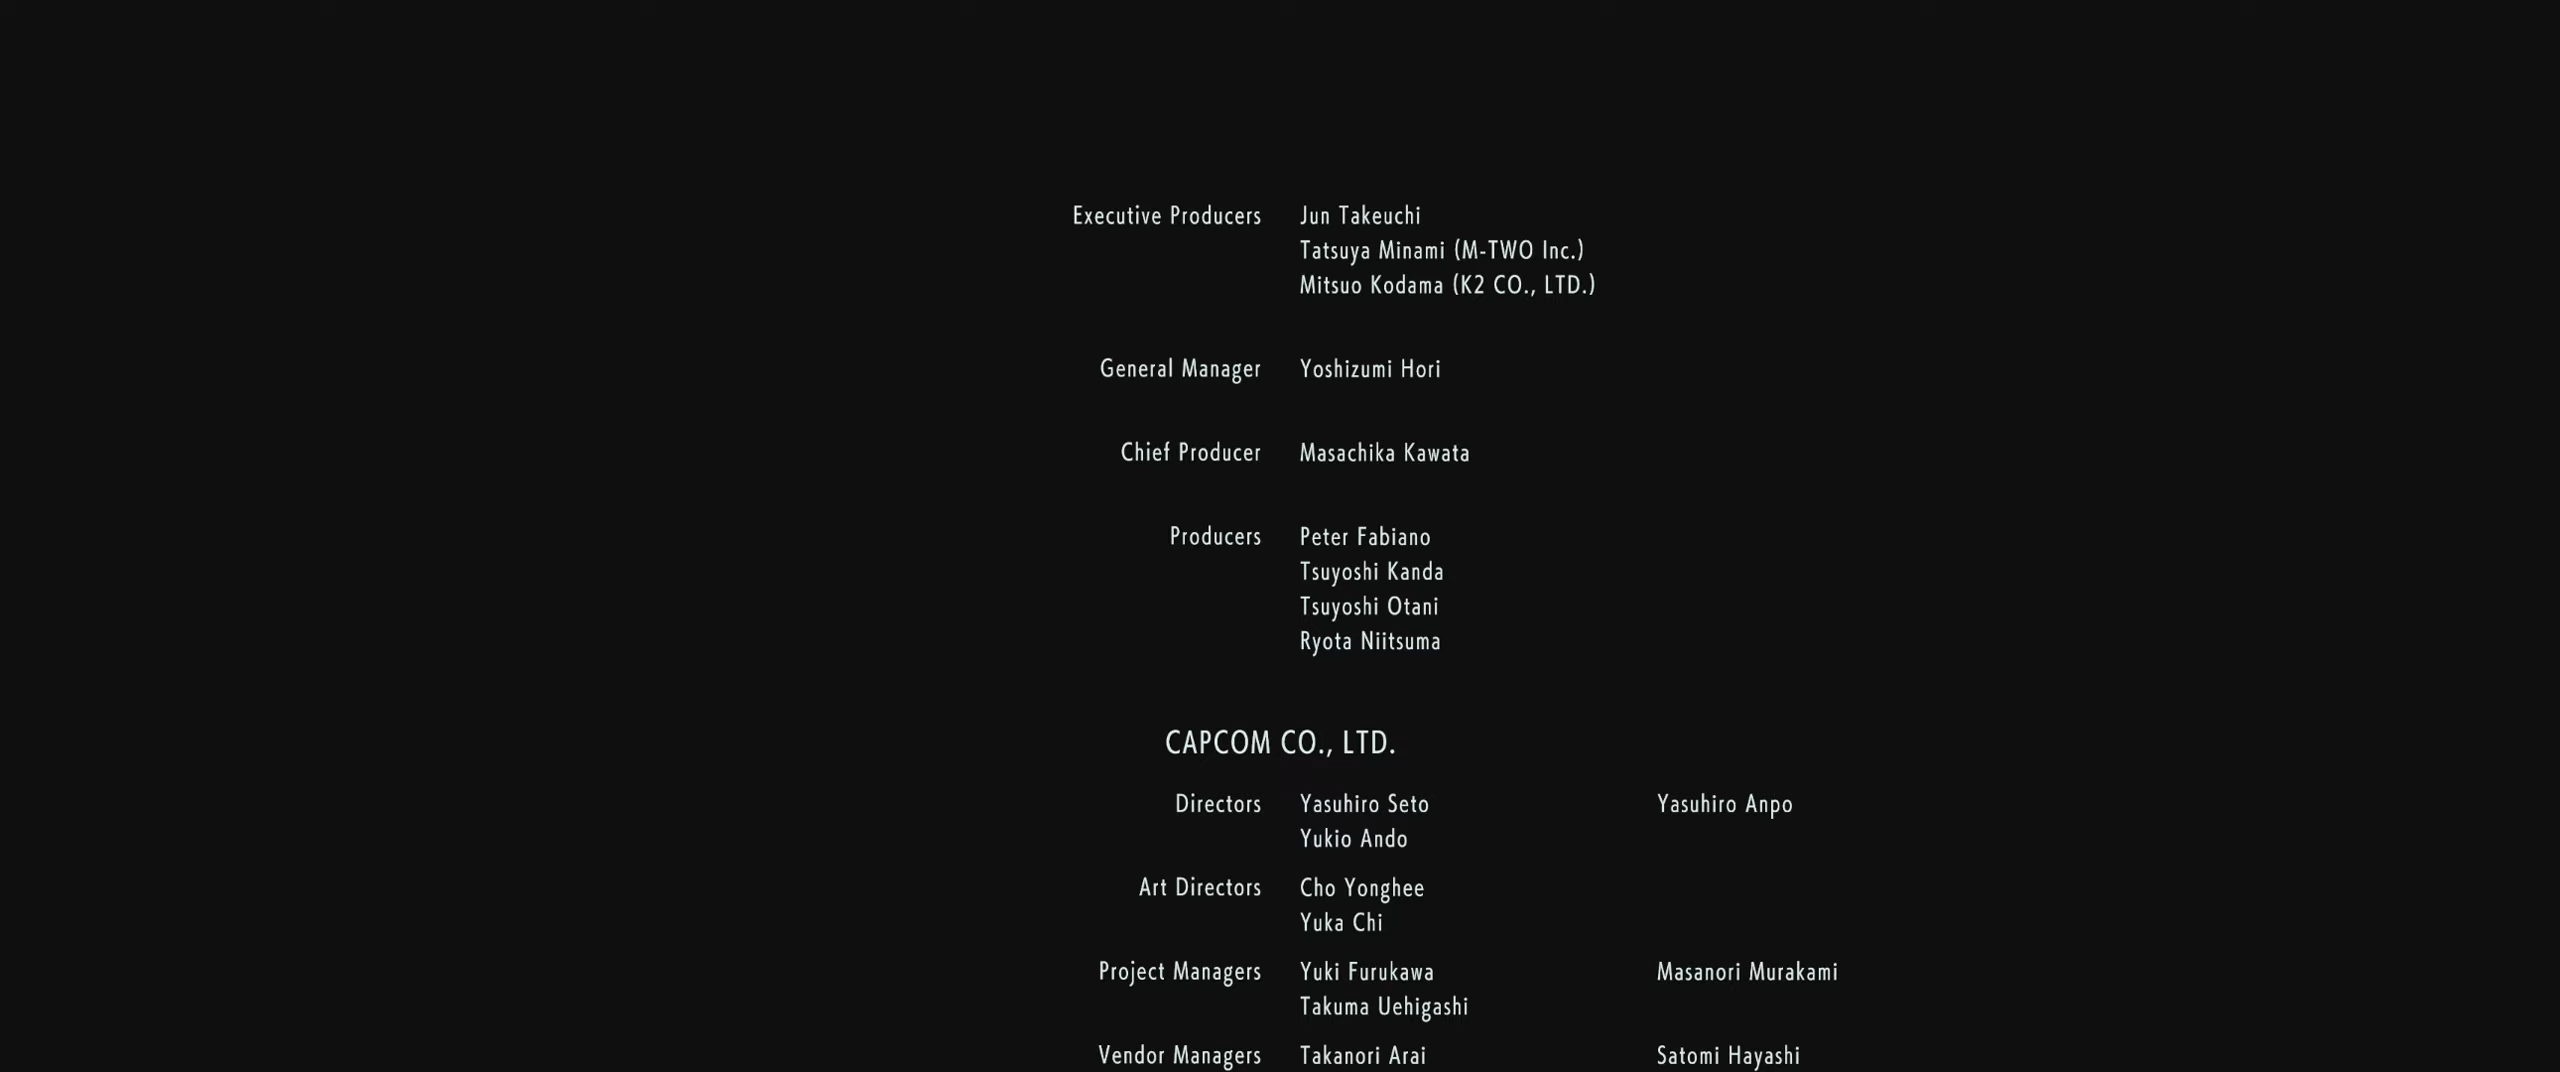 Executive Producers Jun Takeuchi
Tatsuya Minami (M-TWO Inc.)
Mitsuo Kodama (K2 CO., LTD.)
General Manager Yoshizumi Hori
Chief Producer Masachika Kawata
Producers Peter Fabiano
Tsuyoshi Kanda
Tsuyoshi Otani
Ryota Niitsuma
CAPCOM CO., LTD.
Directors Yasuhiro Seto Yasuhiro Anpo
Yukio Ando
Art Directors Cho Yonghee
Yuka Chi
Project Managers Yuki Furukawa Masanori Murakami
Takuma Uehigashi
Vendor Managers Takanori Arai Satomi Hayashi